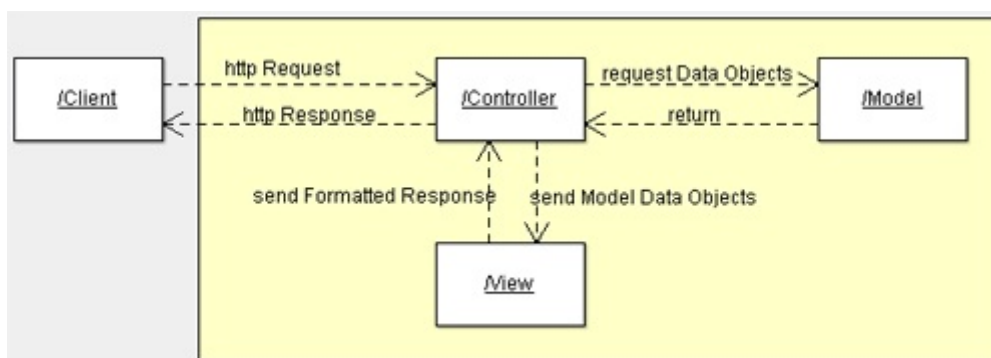 http Request
request Data Objects
/Client
/Controller
/Model
http Response
return
send Formatted Response
send Model Data Objects
/View